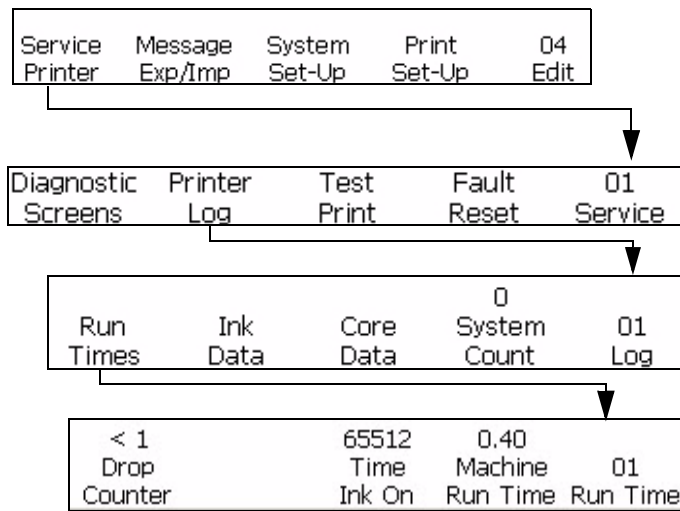 Service Message System Print 04
Printer Exp/Imp Set-Up Set-Up Edit
Diagnostic Printer Test Fault 01
Screens Log Print Reset Service
0
Run Ink Core System 01
Times Data Data Count Log
< 1 65512 0.40
Drop Time Machine 01
Counter Ink On Run Time Run Time